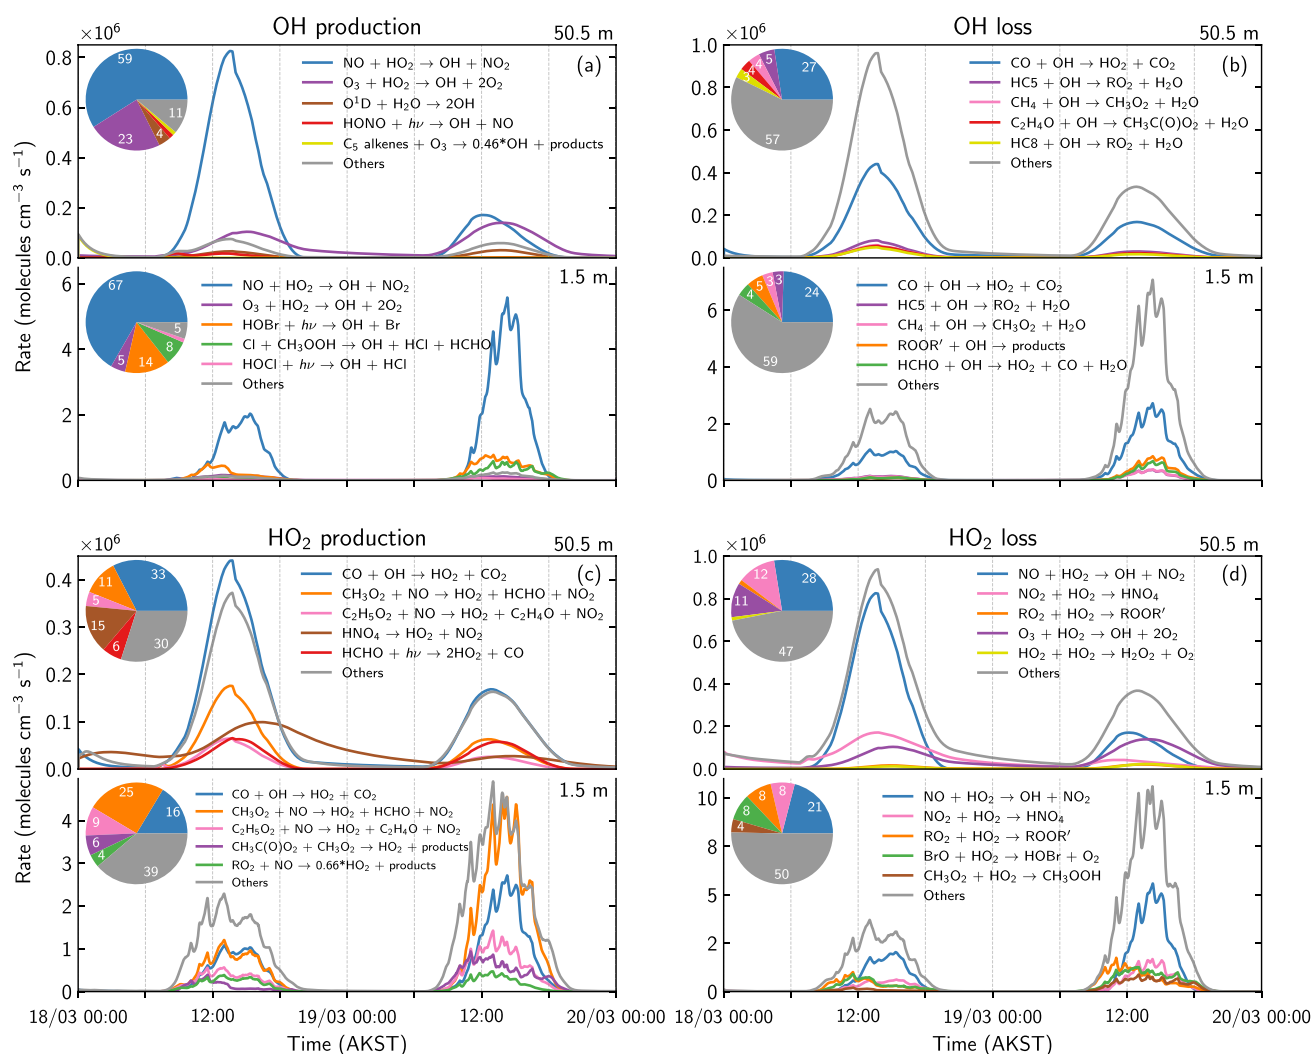 OH production
×10⁶
50.5 m
(a)
0.8
0.6
0.4
0.2
0.0
59
23
4
11
NO + HO₂ → OH + NO₂
O₃ + HO₂ → OH + 2O₂
O¹D + H₂O → 2OH
HONO + hν → OH + NO
C₅ alkenes + O₃ → 0.46*OH + products
Others
1.5 m
6
4
2
0
67
5
14
8
5
NO + HO₂ → OH + NO₂
O₃ + HO₂ → OH + 2O₂
HOBr + hν → OH + Br
Cl + CH₃OOH → OH + HCl + HCHO
HOCl + hν → OH + HCl
Others
Rate (molecules cm⁻³ s⁻¹)
OH loss
×10⁶
50.5 m
(b)
1.0
0.8
0.6
0.4
0.2
0.0
27
5
4
4
3
57
CO + OH → HO₂ + CO₂
HC5 + OH → RO₂ + H₂O
CH₄ + OH → CH₃O₂ + H₂O
C₂H₄O + OH → CH₃C(O)O₂ + H₂O
HC8 + OH → RO₂ + H₂O
Others
1.5 m
7
6
4
3
1
0
24
3
3
5
4
59
CO + OH → HO₂ + CO₂
HC5 + OH → RO₂ + H₂O
CH₄ + OH → CH₃O₂ + H₂O
ROOR′ + OH → products
HCHO + OH → HO₂ + CO + H₂O
Others
HO₂ production
×10⁶
50.5 m
(c)
0.4
0.3
0.2
0.1
0.0
33
11
5
15
6
30
CO + OH → HO₂ + CO₂
CH₃O₂ + NO → HO₂ + HCHO + NO₂
C₂H₅O₂ + NO → HO₂ + C₂H₄O + NO₂
HNO₄ → HO₂ + NO₂
HCHO + hν → 2HO₂ + CO
Others
1.5 m
4
3
2
1
0
16
25
9
6
4
39
CO + OH → HO₂ + CO₂
CH₃O₂ + NO → HO₂ + HCHO + NO₂
C₂H₅O₂ + NO → HO₂ + C₂H₄O + NO₂
CH₃C(O)O₂ + CH₃O₂ → HO₂ + products
RO₂ + NO → 0.66*HO₂ + products
Others
Rate (molecules cm⁻³ s⁻¹)
18/03 00:00
12:00
19/03 00:00
12:00
20/03 00:00
Time (AKST)
HO₂ loss
×10⁶
50.5 m
(d)
1.0
0.8
0.6
0.4
0.2
0.0
28
12
11
47
NO + HO₂ → OH + NO₂
NO₂ + HO₂ → HNO₄
RO₂ + HO₂ → ROOR′
O₃ + HO₂ → OH + 2O₂
HO₂ + HO₂ → H₂O₂ + O₂
Others
1.5 m
10
8
5
2
0
21
8
8
8
4
50
NO + HO₂ → OH + NO₂
NO₂ + HO₂ → HNO₄
RO₂ + HO₂ → ROOR′
BrO + HO₂ → HOBr + O₂
CH₃O₂ + HO₂ → CH₃OOH
Others
18/03 00:00
12:00
19/03 00:00
12:00
20/03 00:00
Time (AKST)